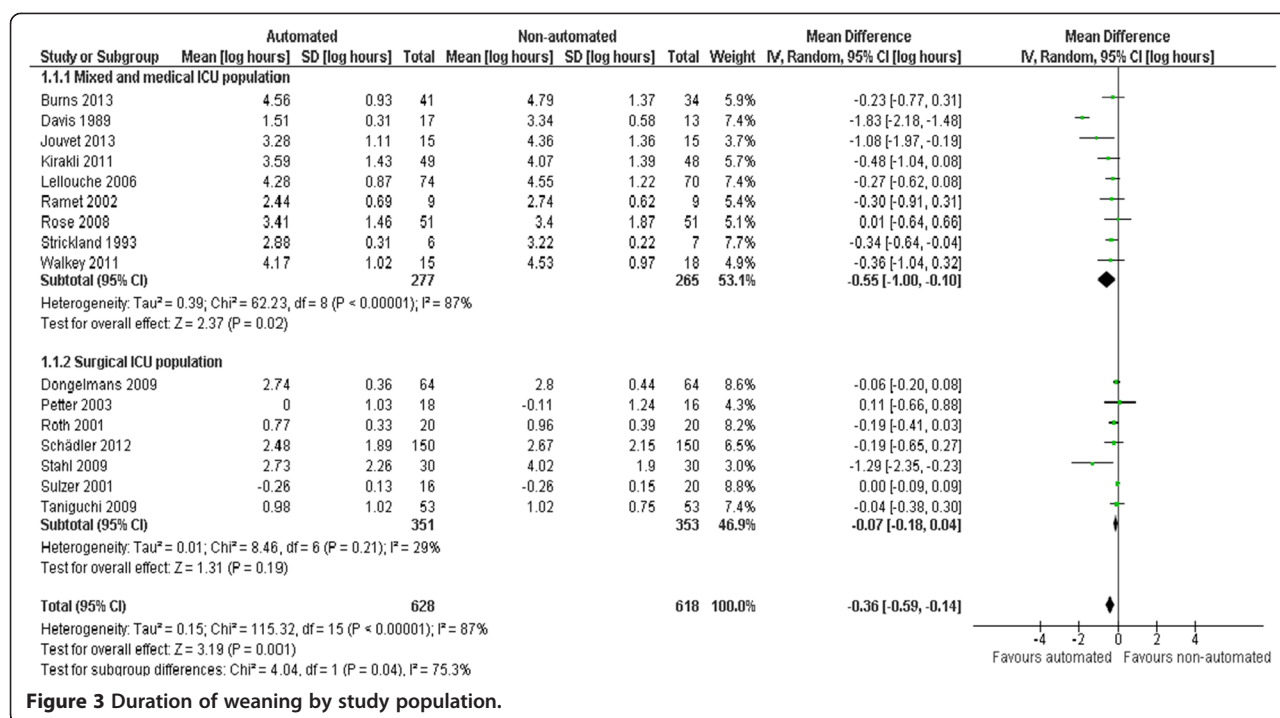 Automated Non-automated Mean Difference Mean Difference
Study or Subgroup Mean [log hours] SD [log hours] Total Mean [log hours] SD [log hours] Total Weight IV, Random, 95% CI [log hours] IV, Random, 95% CI [log hours]
1.1.1 Mixed and medical ICU population
Burns 2013 4.56 0.93 41 4.79 1.37 34 5.9% -0.23 [-0.77, 0.31]
Davis 1989 1.51 0.31 17 3.34 0.58 13 7.4% -1.83 [-2.18, -1.48]
Jouvet 2013 3.28 1.11 15 4.36 1.36 15 3.7% -1.08 [-1.97, -0.19]
Kirakli 2011 3.59 1.43 49 4.07 1.39 48 5.7% -0.48 [-1.04, 0.08]
Lellouche 2006 4.28 0.87 74 4.55 1.22 70 7.4% -0.27 [-0.62, 0.08]
Ramet 2002 2.44 0.69 9 2.74 0.62 9 5.4% -0.30 [-0.91, 0.31]
Rose 2008 3.41 1.46 51 3.4 1.87 51 5.1% 0.01 [-0.64, 0.66]
Strickland 1993 2.88 0.31 6 3.22 0.22 7 7.7% -0.34 [-0.64, -0.04]
Walkey 2011 4.17 1.02 15 4.53 0.97 18 4.9% -0.36 [-1.04, 0.32]
Subtotal (95% CI) 277 265 53.1% -0.55 [-1.00, -0.10]
Heterogeneity: Tau² = 0.39; Chi² = 62.23, df = 8 (P < 0.00001); I² = 87%
Test for overall effect: Z = 2.37 (P = 0.02)
1.1.2 Surgical ICU population
Dongelmans 2009 2.74 0.36 64 2.8 0.44 64 8.6% -0.06 [-0.20, 0.08]
Petter 2003 0 1.03 18 -0.11 1.24 16 4.3% 0.11 [-0.66, 0.88]
Roth 2001 0.77 0.33 20 0.96 0.39 20 8.2% -0.19 [-0.41, 0.03]
Schädler 2012 2.48 1.89 150 2.67 2.15 150 6.5% -0.19 [-0.65, 0.27]
Stahl 2009 2.73 2.26 30 4.02 1.9 30 3.0% -1.29 [-2.35, -0.23]
Sulzer 2001 -0.26 0.13 16 -0.26 0.15 20 8.8% 0.00 [-0.09, 0.09]
Taniguchi 2009 0.98 1.02 53 1.02 0.75 53 7.4% -0.04 [-0.38, 0.30]
Subtotal (95% CI) 351 353 46.9% -0.07 [-0.18, 0.04]
Heterogeneity: Tau² = 0.01; Chi² = 8.46, df = 6 (P = 0.21); I² = 29%
Test for overall effect: Z = 1.31 (P = 0.19)
Total (95% CI) 628 618 100.0% -0.36 [-0.59, -0.14]
Heterogeneity: Tau² = 0.15; Chi² = 115.32, df = 15 (P < 0.00001); I² = 87%
Test for overall effect: Z = 3.19 (P = 0.001)
Test for subgroup differences: Chi² = 4.04, df = 1 (P = 0.04), I² = 75.3%
-4 -2 0 2 4
Favours automated Favours non-automated
Figure 3 Duration of weaning by study population.